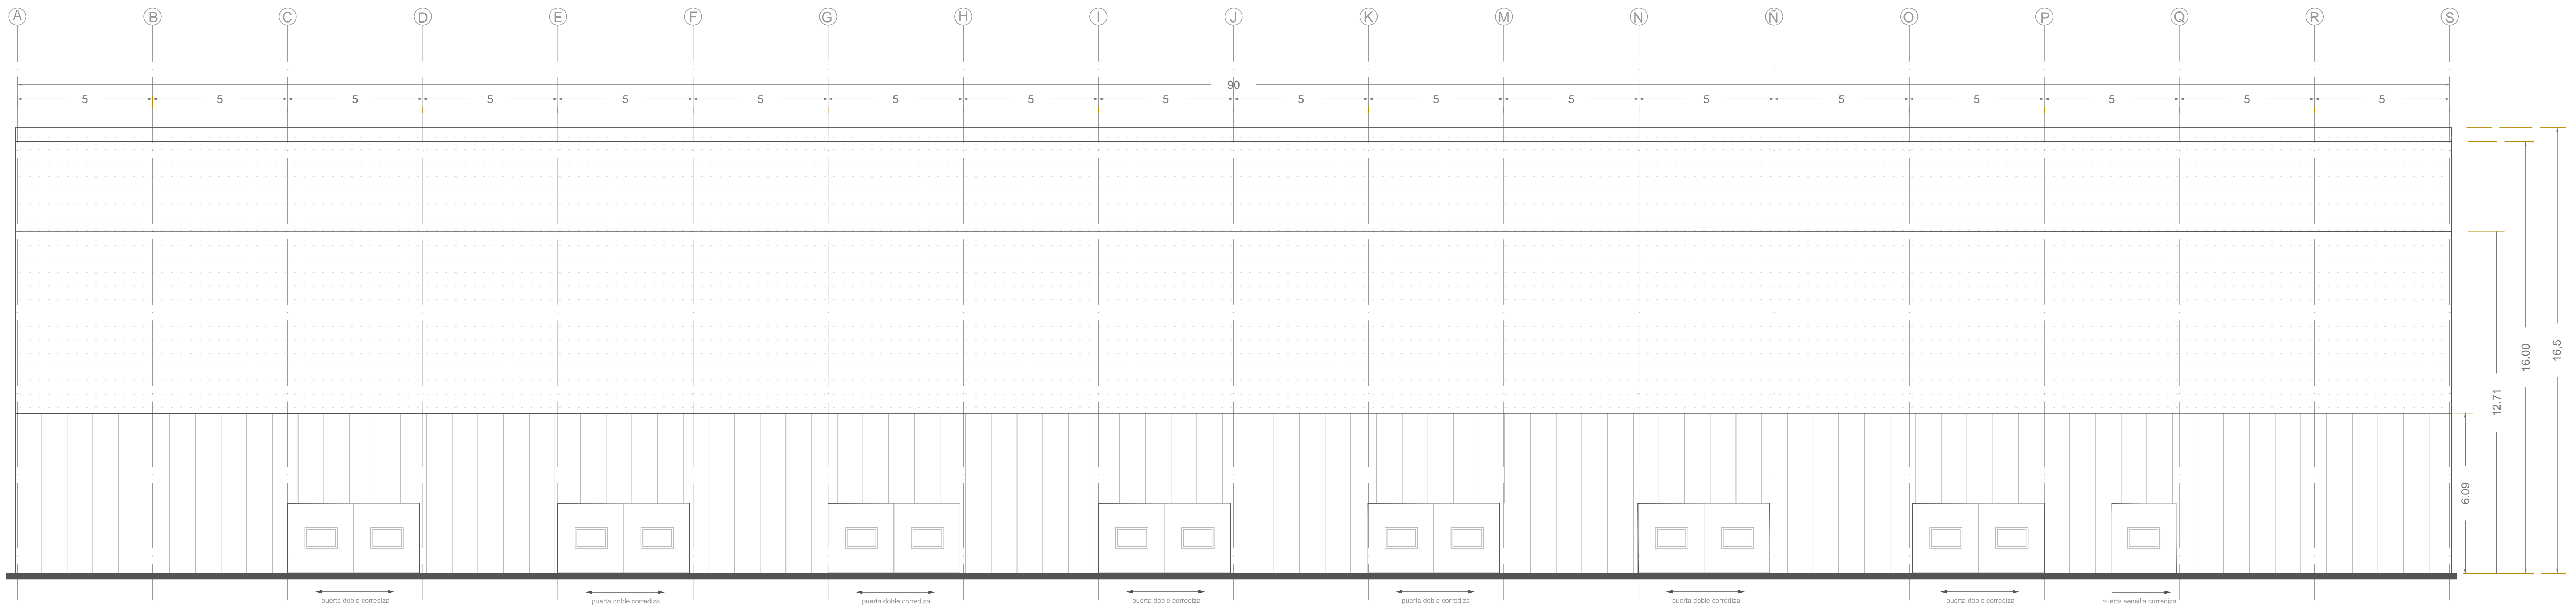 A B C D E F G H I J K M N Ñ O P Q R S
90
5 5 5 5 5 5 5 5 5 5 5 5 5 5 5 5 5 5
16,5
16.00
12.71
6.09
puerta doble corrediza puerta doble corrediza puerta doble corrediza puerta doble corrediza puerta doble corrediza puerta doble corrediza puerta doble corrediza puerta sensilla corrediza